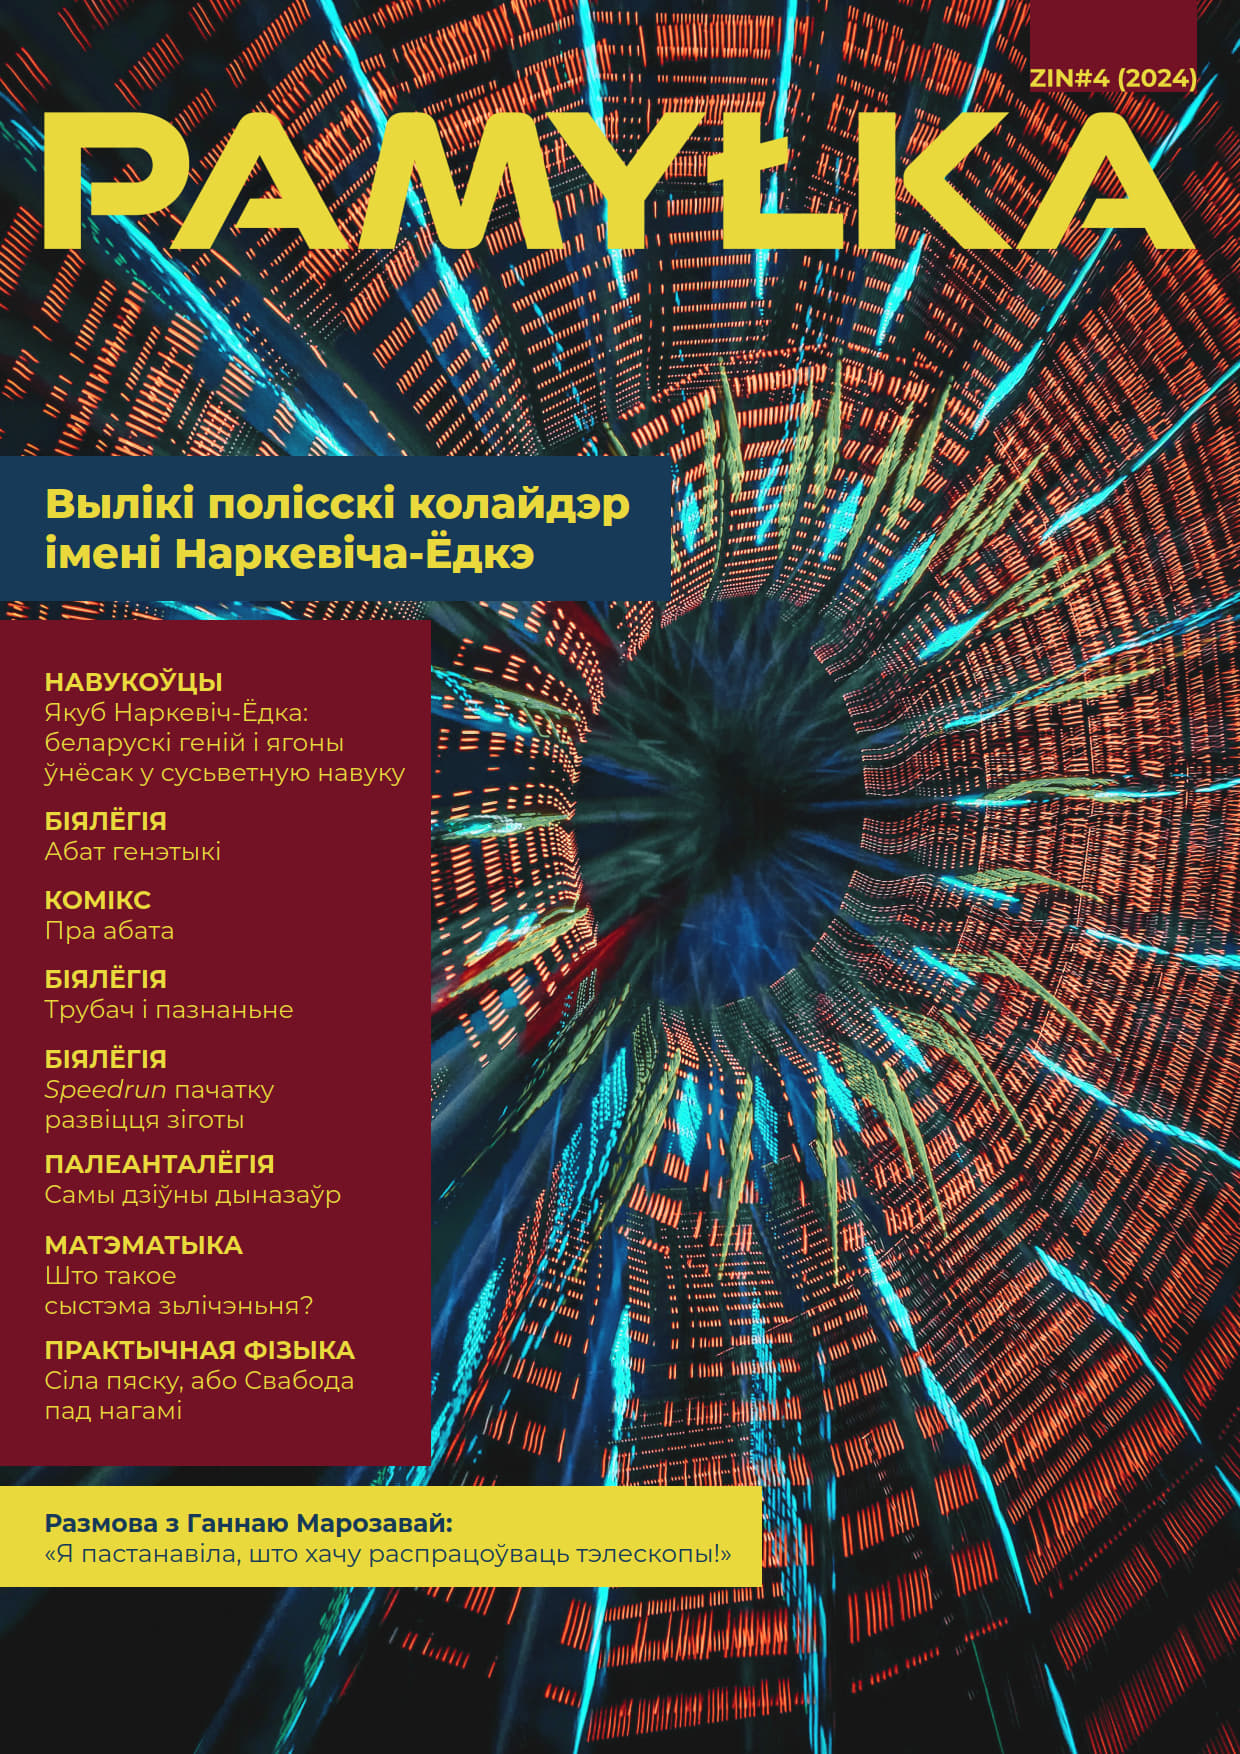 ZIN#4 (2024)
PAMYŁKA
Вылікі полісскі колайдэр
імені Наркевіча-Ёдкэ
НАВУКОЎЦЫ
Якуб Наркевіч-Ёдка:
беларускі геній і ягоны
ўнёсак у сусьветную навуку
БІЯЛЁГІЯ
Абат генэтыкі
КОМІКС
Пра абата
БІЯЛЁГІЯ
Трубач і пазнаньне
БІЯЛЁГІЯ
Speedrun пачатку
развіцця зіготы
ПАЛЕАНТАЛЁГІЯ
Самы дзіўны дыназаўр
МАТЭМАТЫКА
Што такое
сыстэма зьлічэньня?
ПРАКТЫЧНАЯ ФІЗЫКА
Сіла пяску, або Свабода
пад нагамі
Размова з Ганнаю Марозавай:
«Я пастанавіла, што хачу распрацоўваць тэлескопы!»